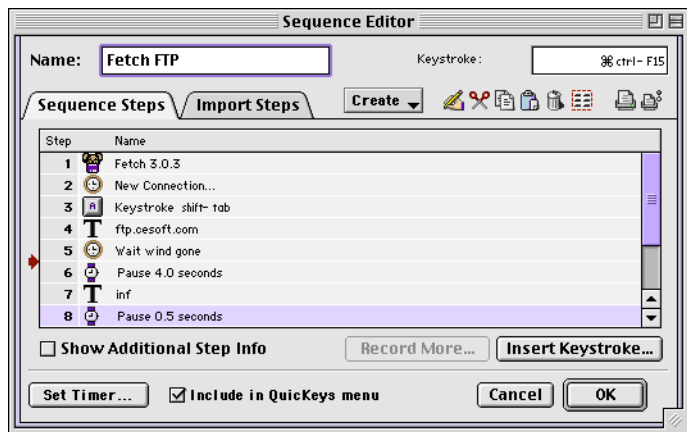 Sequence Editor
Name: Fetch FTP Keystroke: ⌘ ctrl-F15
Sequence Steps Import Steps Create
Step Name
1 Fetch 3.0.3
2 New Connection...
3 A Keystroke shift-tab
4 T ftp.cesoft.com
5 Wait wind gone
6 Pause 4.0 seconds
7 T inf
8 Pause 0.5 seconds
Show Additional Step Info Record More... Insert Keystroke...
Set Timer... Include in QuicKeys menu Cancel OK